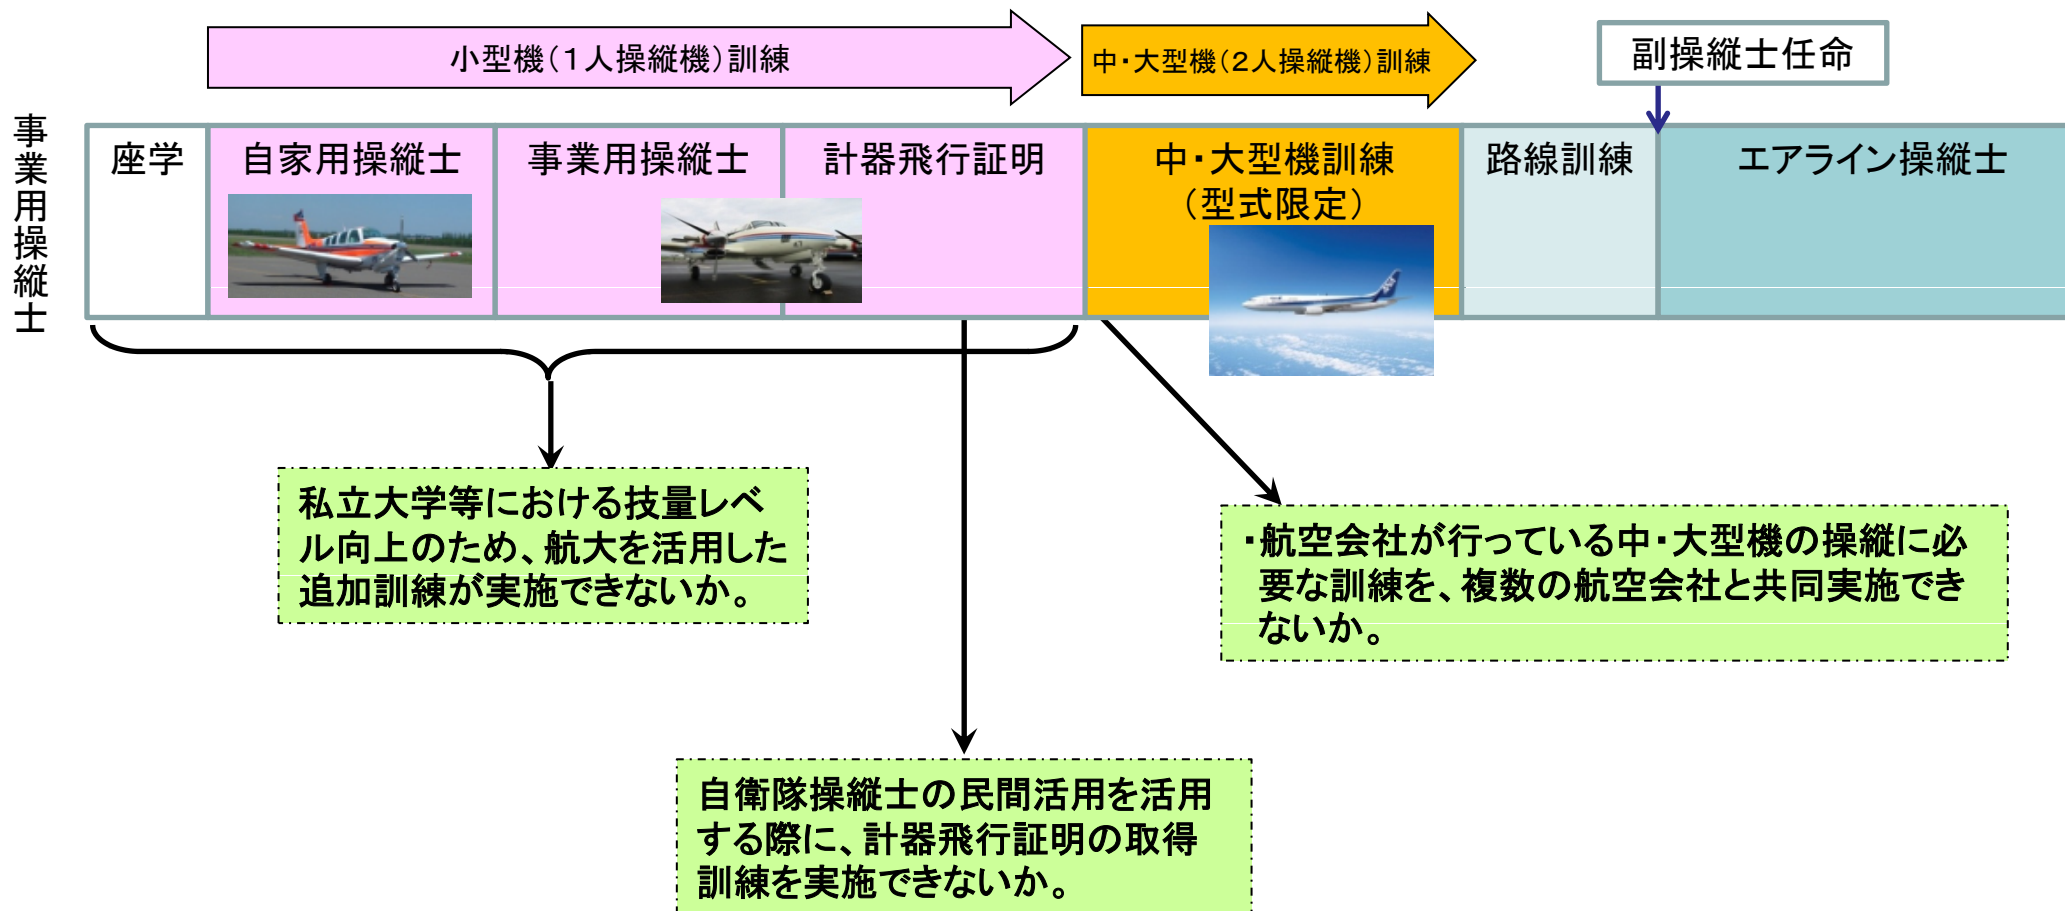 小型機(1人操縦機)訓練
中・大型機(2人操縦機)訓練
副操縦士任命
事業用操縦士
座学
自家用操縦士
事業用操縦士
計器飛行証明
中・大型機訓練
(型式限定)
路線訓練
エアライン操縦士
私立大学等における技量レベ
ル向上のため、航大を活用した
追加訓練が実施できないか。
・航空会社が行っている中・大型機の操縦に必
要な訓練を、複数の航空会社と共同実施でき
ないか。
自衛隊操縦士の民間活用を活用
する際に、計器飛行証明の取得
訓練を実施できないか。